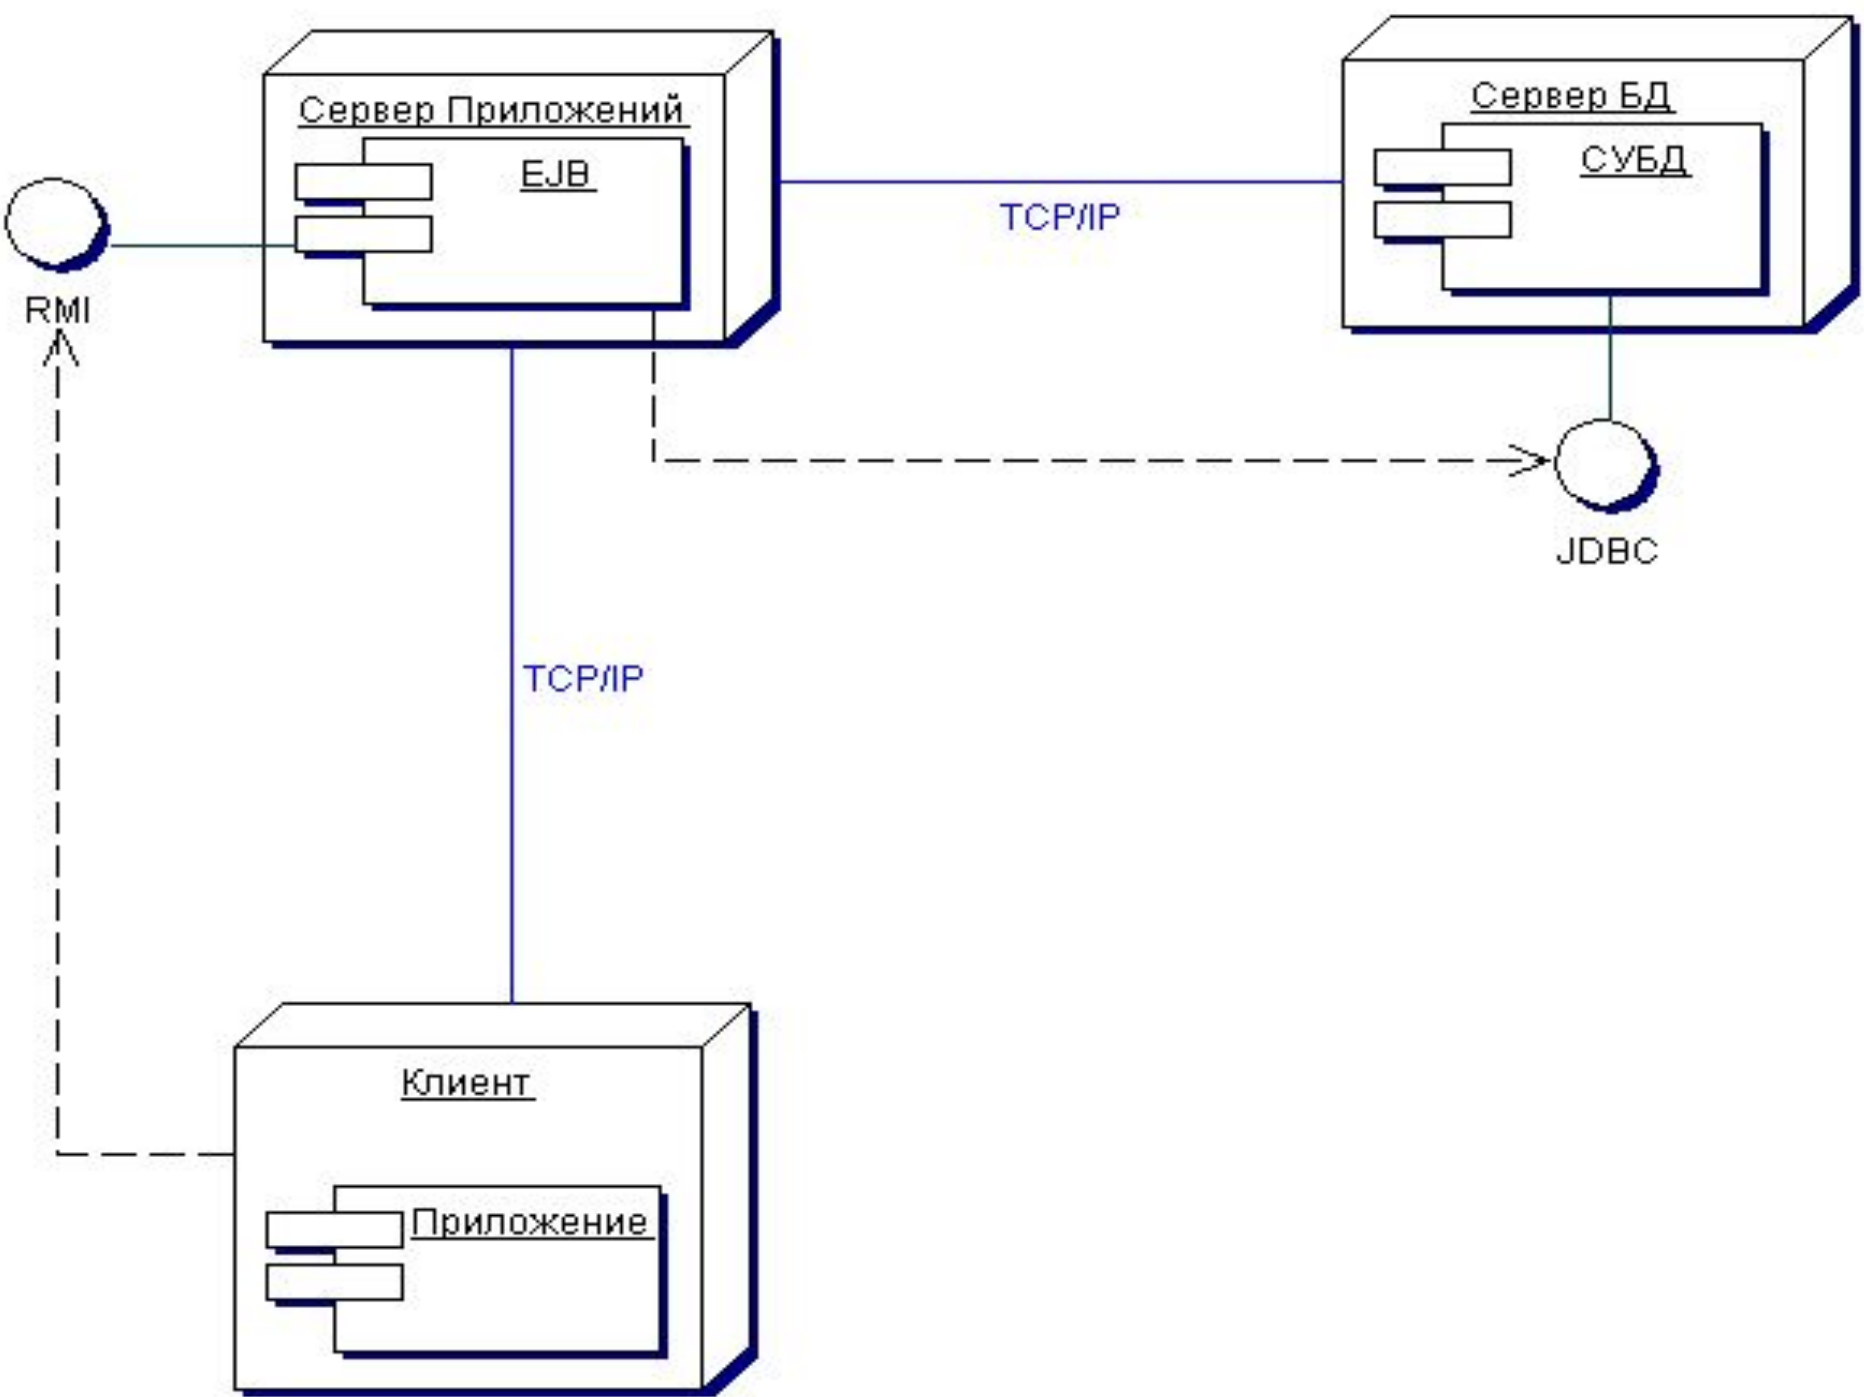 Сервер Приложений
EJB
Сервер БД
СУБД
TCP/IP
RMI
JDBC
TCP/IP
Клиент
Приложение